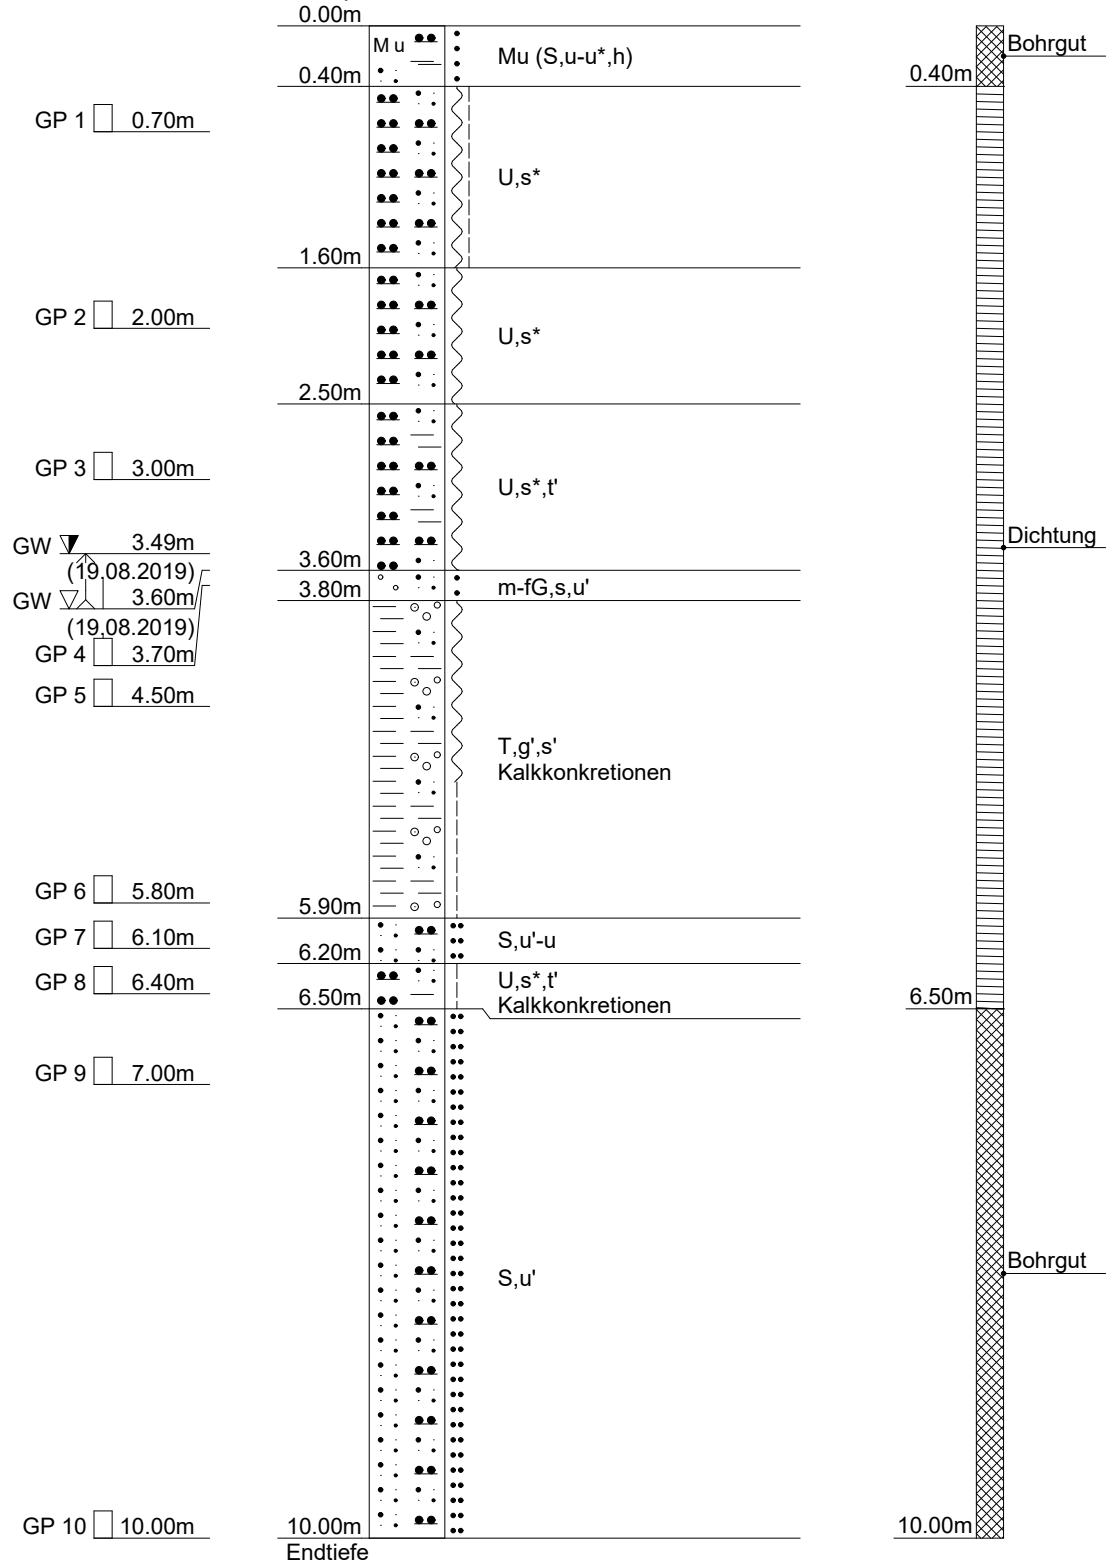 0.00m
Mu
Mu (S,u-u*,h)
Bohrgut
0.40m
0.40m
GP 1 0.70m
U,s*
1.60m
GP 2 2.00m
U,s*
2.50m
GP 3 3.00m
U,s*,t'
GW 3.49m
(19.08.2019)
Dichtung
3.60m
GW 3.60m
(19.08.2019)
3.80m
m-fG,s,u'
GP 4 3.70m
GP 5 4.50m
T,g',s'
Kalkkonkretionen
GP 6 5.80m
5.90m
GP 7 6.10m
S,u'-u
6.20m
GP 8 6.40m
U,s*,t'
Kalkkonkretionen
6.50m
6.50m
GP 9 7.00m
S,u'
Bohrgut
GP 10 10.00m
10.00m
Endtiefe
10.00m